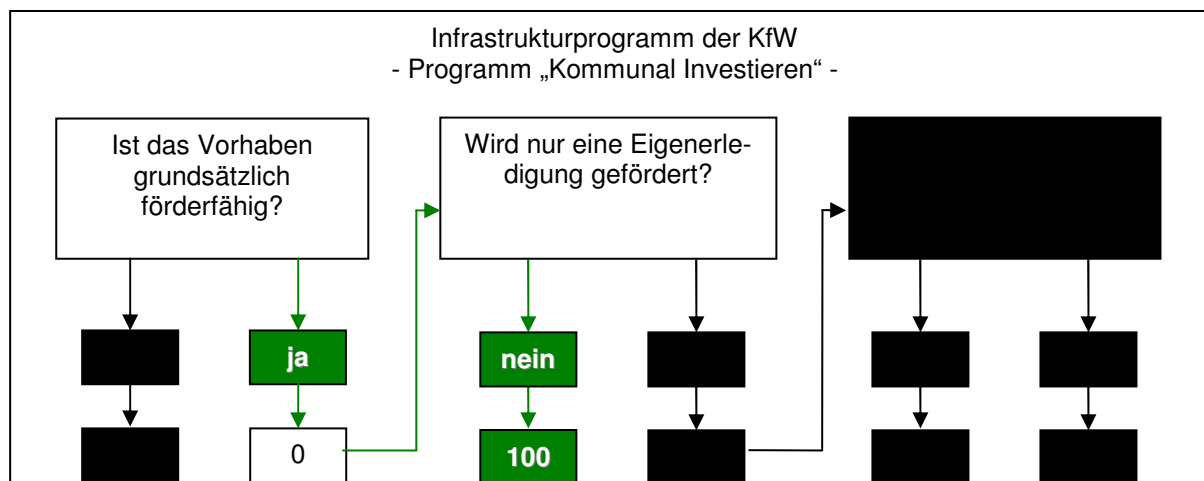 Infrastrukturprogramm der KfW
- Programm „Kommunal Investieren“ -
Ist das Vorhaben
grundsätzlich
förderfähig?
Wird nur eine Eigenerle-
digung gefördert?
ja
nein
0
100